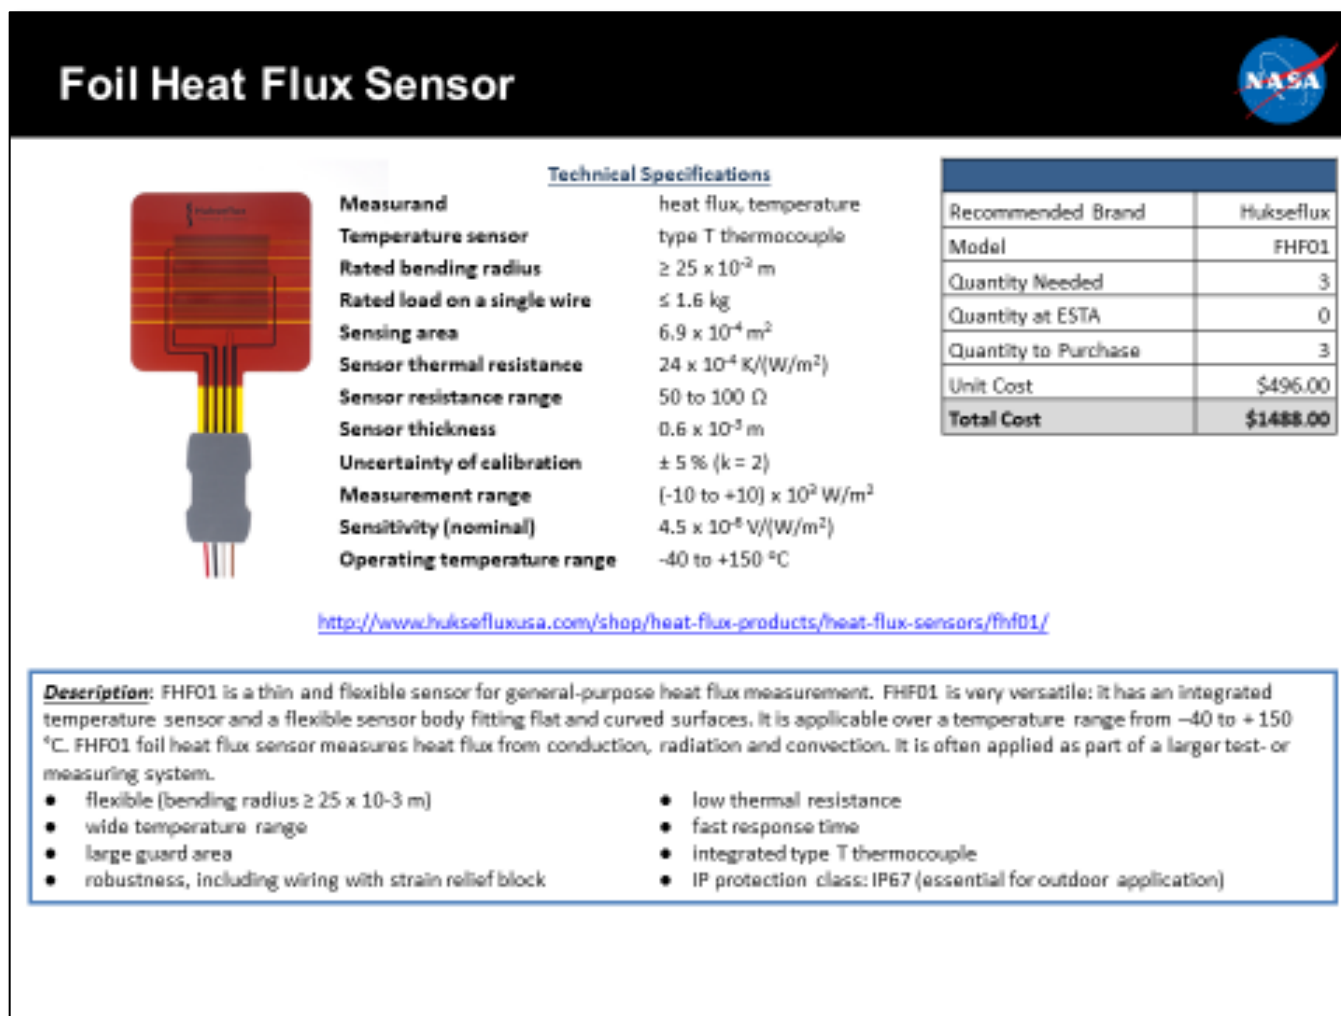 Foil Heat Flux Sensor
NASA
Hukseflux
Technical Specifications
Measurand heat flux, temperature
Temperature sensor type T thermocouple
Rated bending radius
Rated load on a single wire ≤ 1.6 kg
Sensing area 6.9 x 10⁻⁴ m²
Sensor thermal resistance 24 x 10⁻⁴ K/(W/m²)
Sensor resistance range 50 to 100 Ω
Sensor thickness 0.6 x 10⁻³ m
Uncertainty of calibration ± 5 % (k = 2)
Measurement range (-10 to +10) x 10³ W/m²
Sensitivity (nominal) 4.5 x 10⁻⁶ V/(W/m²)
Operating temperature range -40 to +150 °C
Recommended Brand Hukseflux
Model FHF01
Quantity Needed 3
Quantity at ESTA 0
Quantity to Purchase 3
Unit Cost $496.00
Total Cost $1488.00
http://www.huksefluxusa.com/shop/heat-flux-products/heat-flux-sensors/fhf01/
Description: FHF01 is a thin and flexible sensor for general-purpose heat flux measurement. FHF01 is very versatile: it has an integrated
temperature sensor and a flexible sensor body fitting flat and curved surfaces. It is applicable over a temperature range from –40 to + 150
°C. FHF01 foil heat flux sensor measures heat flux from conduction, radiation and convection. It is often applied as part of a larger test- or
measuring system.
● flexible (bending radius ≥ 25 x 10-3 m)
● wide temperature range
● large guard area
● robustness, including wiring with strain relief block
● low thermal resistance
● fast response time
● integrated type T thermocouple
● IP protection class: IP67 (essential for outdoor application)